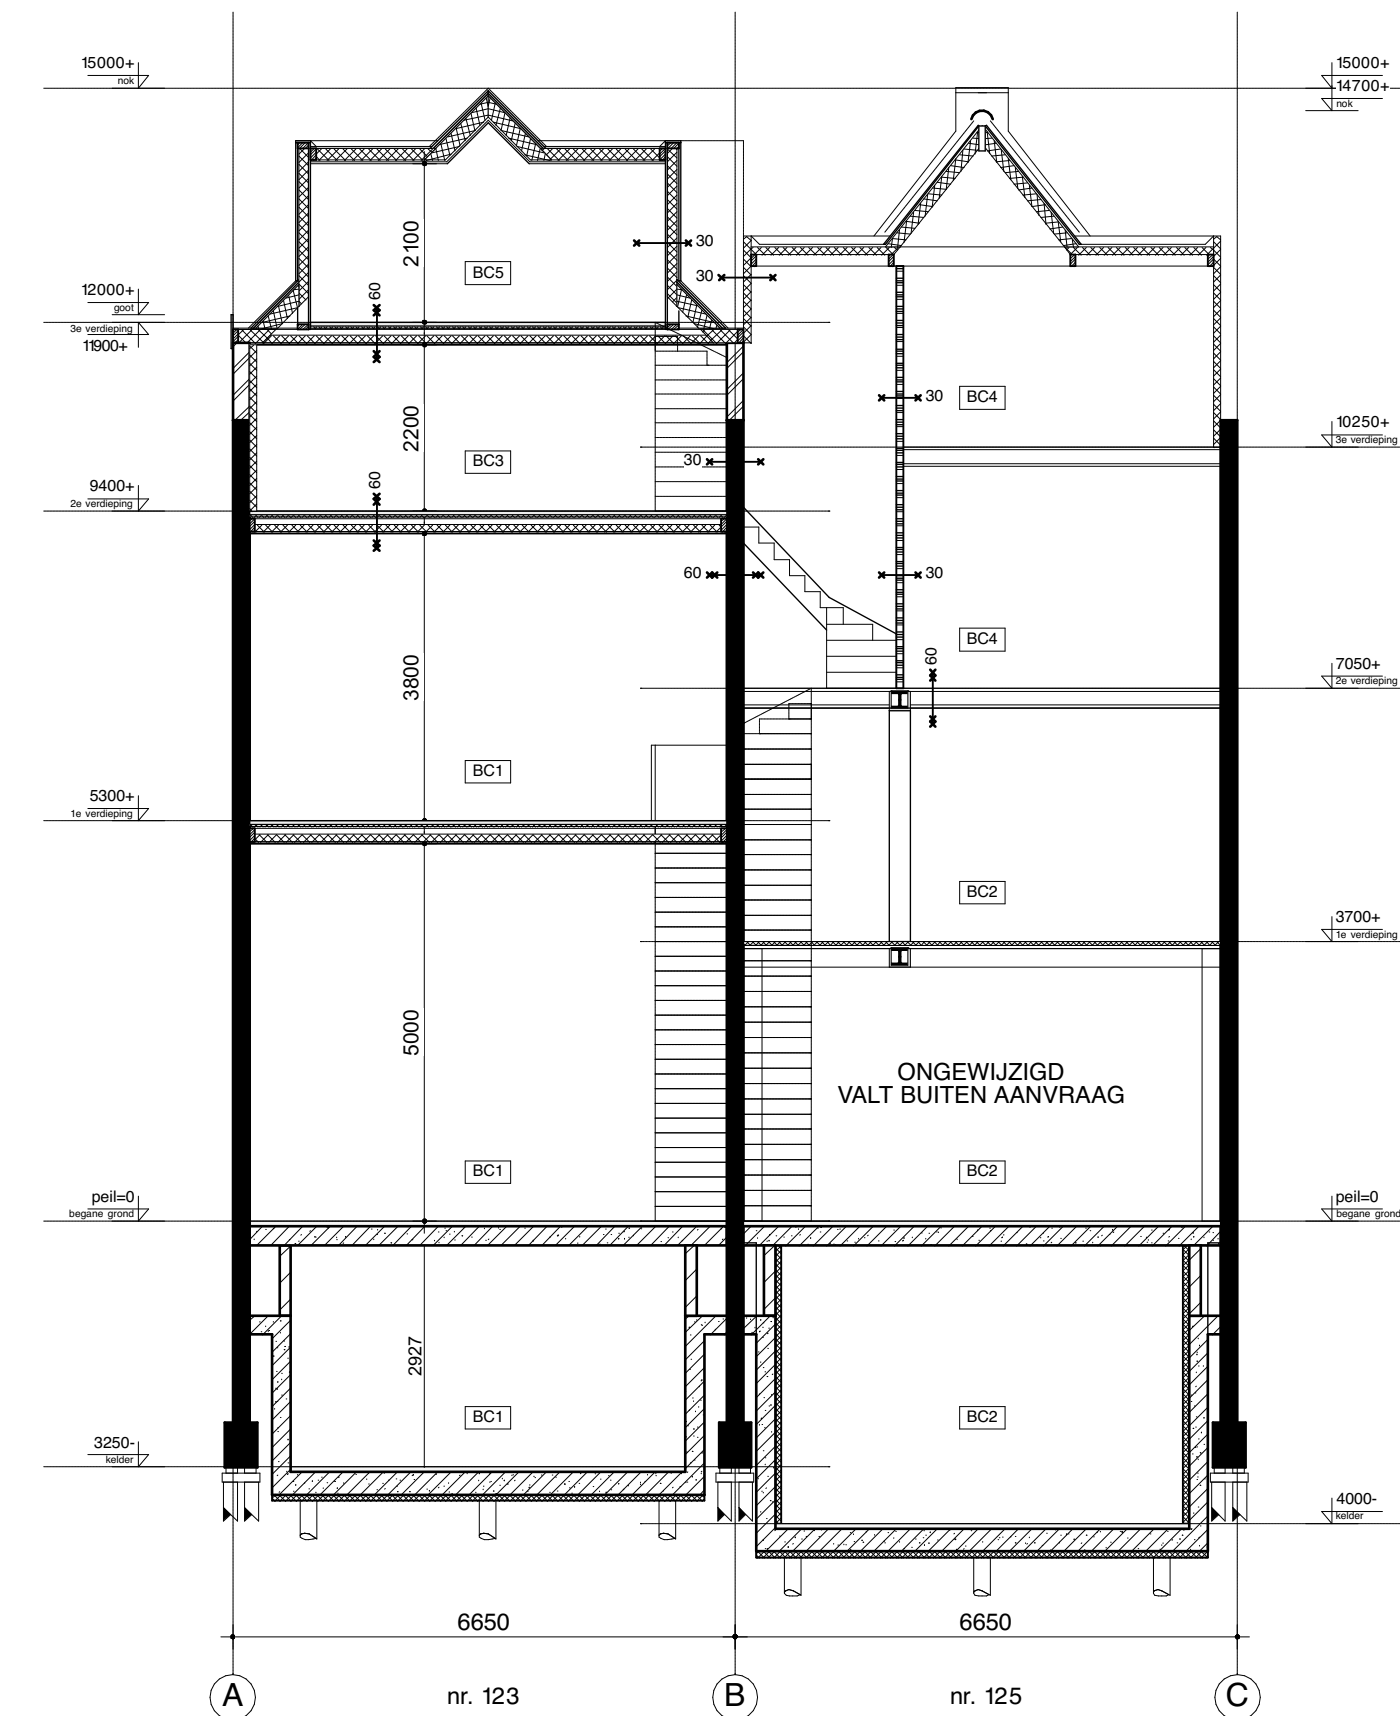 15000+
nok
15000+
14700+
nok
2100
30
BC5
30
60
12000+
goot
3e verdieping
11900+
30
BC4
2200
10250+
3e verdieping
BC3
30
60
9400+
2e verdieping
60
30
BC4
60
7050+
2e verdieping
3800
BC1
5300+
1e verdieping
BC2
3700+
1e verdieping
5000
ONGEWIJZIGD
VALT BUITEN AANVRAAG
BC1
BC2
peil=0
begane grond
peil=0
begane grond
2927
BC1
BC2
3250-
kelder
4000-
kelder
6650
6650
A
nr. 123
B
nr. 125
C